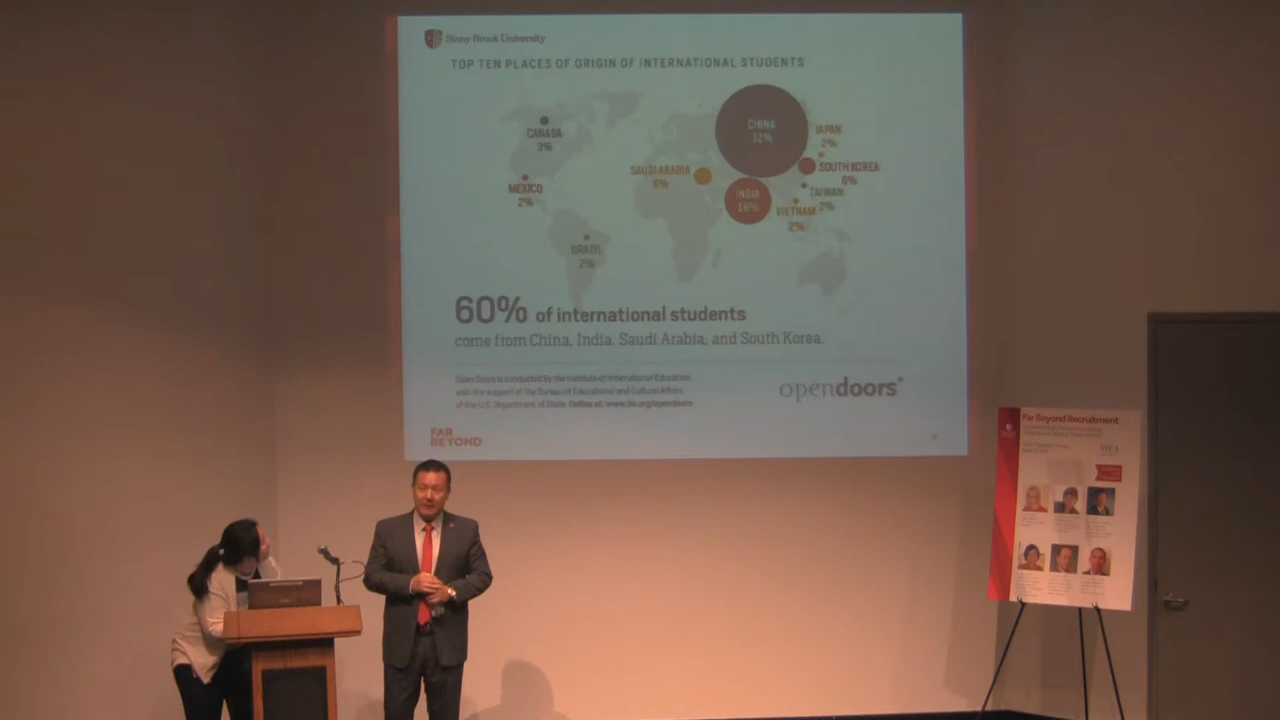 Stony Brook University
TOP TEN PLACES OF ORIGIN OF INTERNATIONAL STUDENTS
CHINA
32%
CANADA
3%
JAPAN
2%
SAUDI ARABIA
6%
SOUTH KOREA
6%
MEXICO
2%
INDIA
16%
TAIWAN
2%
VIETNAM
2%
BRAZIL
2%
60% of international students
come from China, India, Saudi Arabia, and South Korea.
Open Doors is conducted by the Institute of International Education
with the support of the Bureau of Educational and Cultural Affairs
of the U.S. Department of State. Online at: www.iie.org/opendoors
opendoors
FAR
BEYOND
Far Beyond Recruitment